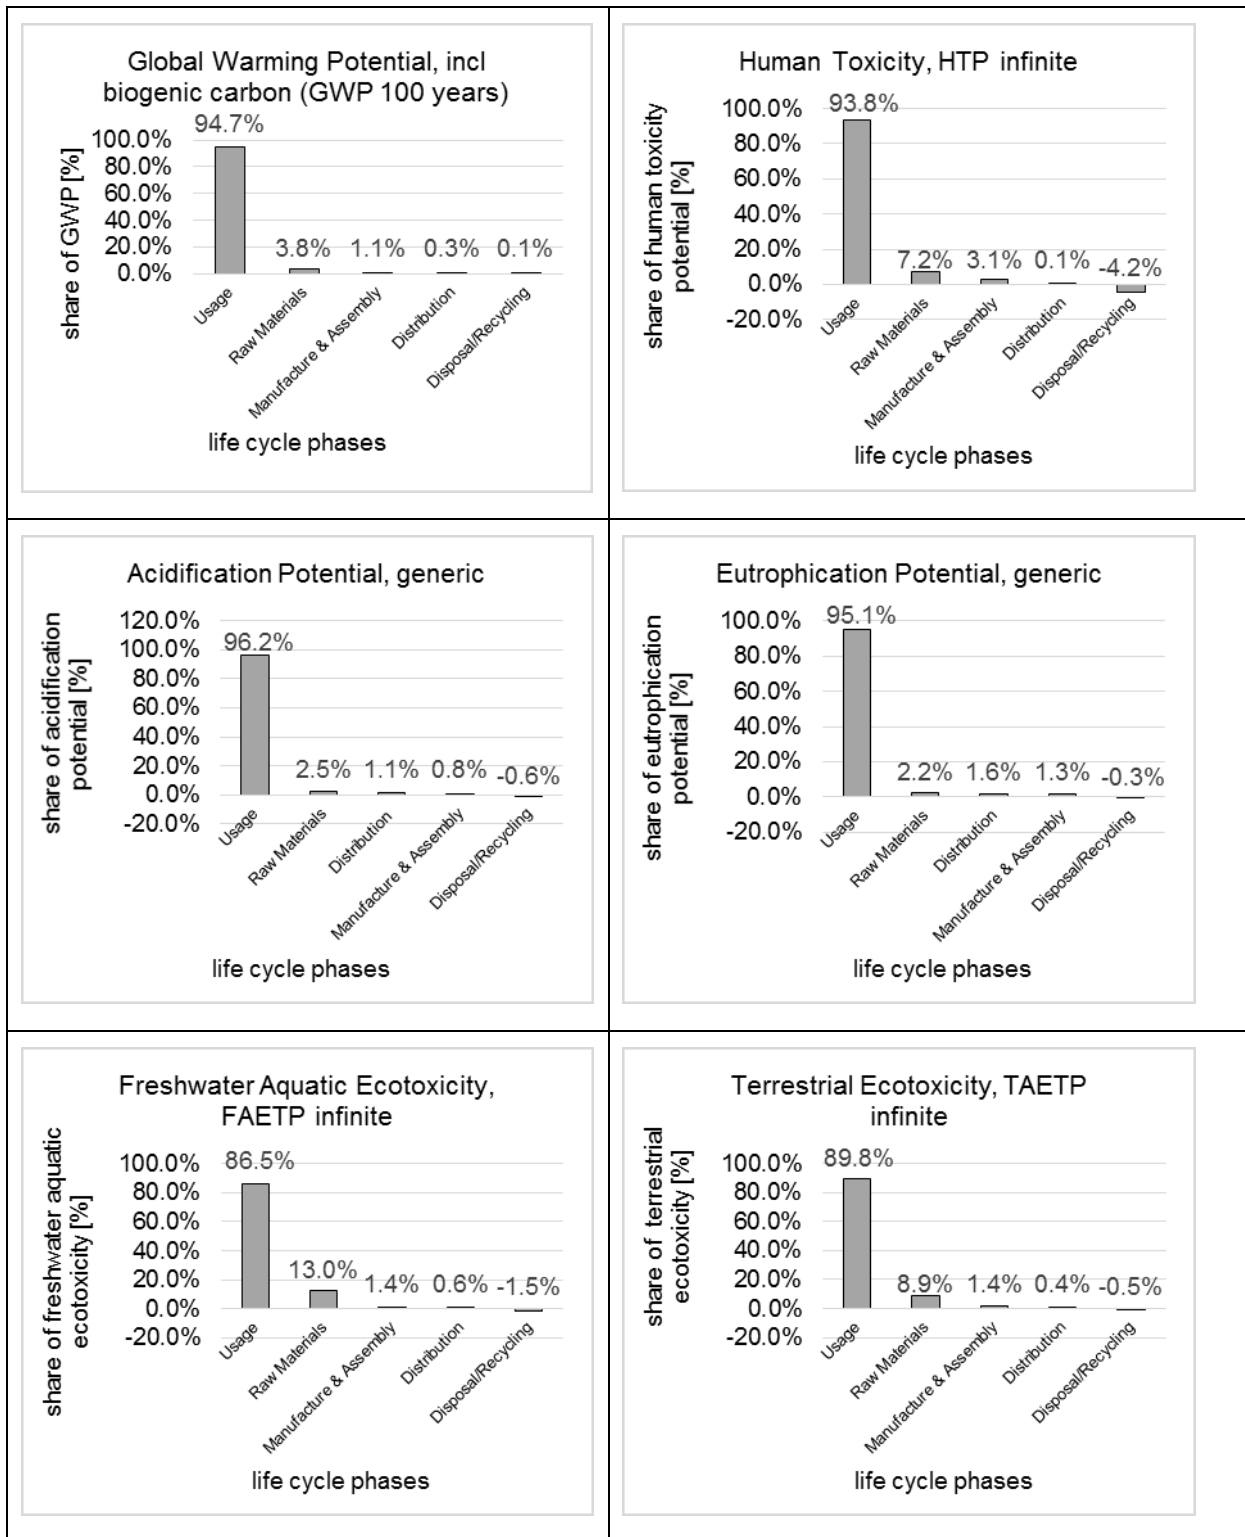 Global Warming Potential, incl
biogenic carbon (GWP 100 years)
share of GWP [%]
100.0%
80.0%
60.0%
40.0%
20.0%
0.0%
94.7%
3.8%
1.1%
0.3%
0.1%
Usage
Raw Materials
Manufacture & Assembly
Distribution
Disposal/Recycling
life cycle phases
Human Toxicity, HTP infinite
share of human toxicity
potential [%]
100.0%
80.0%
60.0%
40.0%
20.0%
0.0%
-20.0%
93.8%
7.2%
3.1%
0.1%
-4.2%
Usage
Raw Materials
Manufacture & Assembly
Distribution
Disposal/Recycling
life cycle phases
Acidification Potential, generic
share of acidification
potential [%]
120.0%
100.0%
80.0%
60.0%
40.0%
20.0%
0.0%
-20.0%
96.2%
2.5%
1.1%
0.8%
-0.6%
Usage
Raw Materials
Distribution
Manufacture & Assembly
Disposal/Recycling
life cycle phases
Eutrophication Potential, generic
share of eutrophication
potential [%]
100.0%
80.0%
60.0%
40.0%
20.0%
0.0%
-20.0%
95.1%
2.2%
1.6%
1.3%
-0.3%
Usage
Raw Materials
Distribution
Manufacture & Assembly
Disposal/Recycling
life cycle phases
Freshwater Aquatic Ecotoxicity,
FAETP infinite
share of freshwater aquatic
ecotoxicity [%]
100.0%
80.0%
60.0%
40.0%
20.0%
0.0%
-20.0%
86.5%
13.0%
1.4%
0.6%
-1.5%
Usage
Raw Materials
Manufacture & Assembly
Distribution
Disposal/Recycling
life cycle phases
Terrestrial Ecotoxicity, TAETP
infinite
share of terrestrial
ecotoxicity [%]
100.0%
80.0%
60.0%
40.0%
20.0%
0.0%
-20.0%
89.8%
8.9%
1.4%
0.4%
-0.5%
Usage
Raw Materials
Manufacture & Assembly
Distribution
Disposal/Recycling
life cycle phases